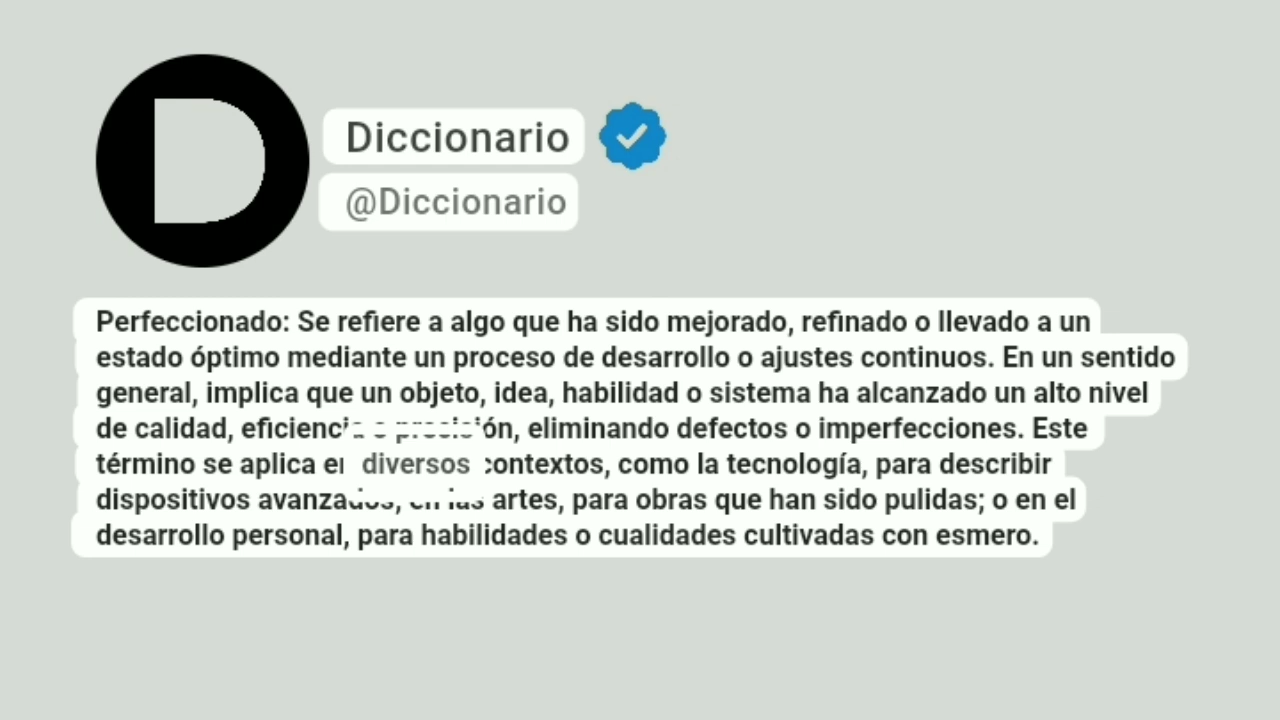 D
Diccionario
@Diccionario
Perfeccionado: Se refiere a algo que ha sido mejorado, refinado o llevado a un
estado óptimo mediante un proceso de desarrollo o ajustes continuos. En un sentido
general, implica que un objeto, idea, habilidad o sistema ha alcanzado un alto nivel
de calidad, eficiencia o precisión, eliminando defectos o imperfecciones. Este
término se aplica en diversos contextos, como la tecnología, para describir
dispositivos avanzados, en las artes, para obras que han sido pulidas; o en el
desarrollo personal, para habilidades o cualidades cultivadas con esmero.